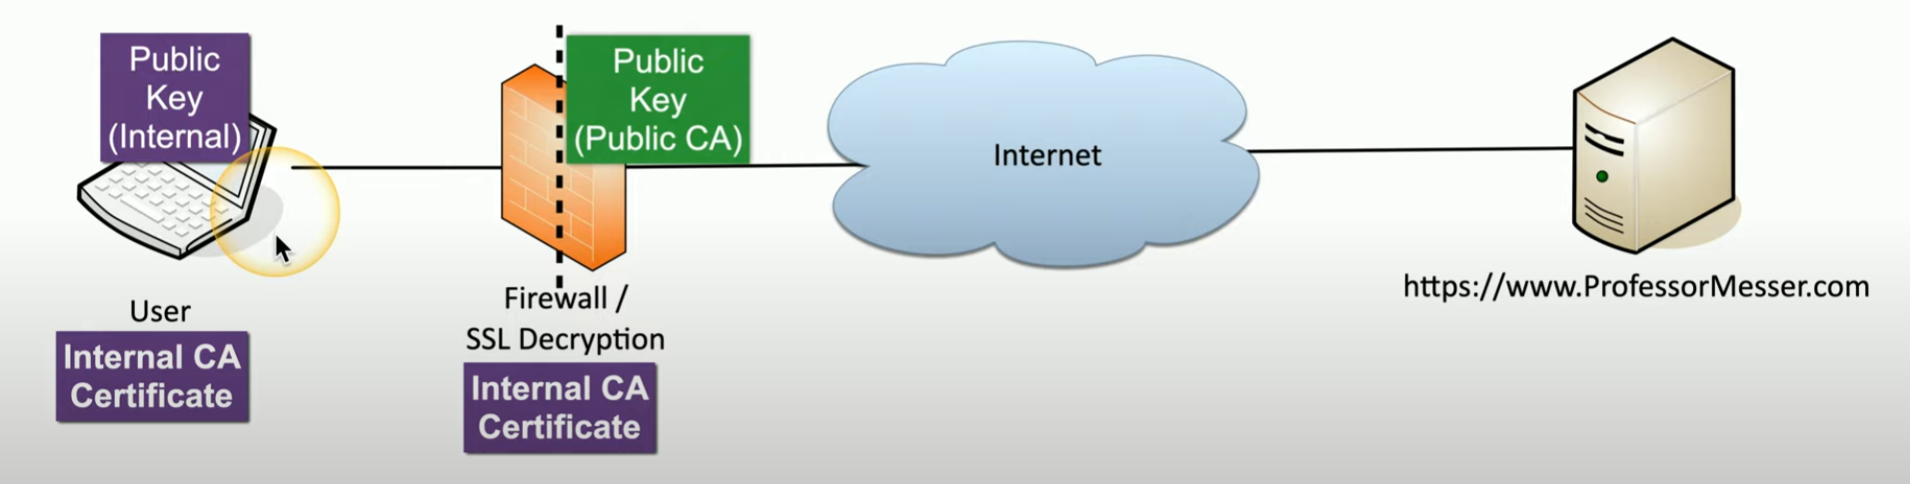 Public
Key
(Internal)
Public
Key
(Public CA)
Internet
https://www.ProfessorMesser.com
User
Internal CA
Certificate
Firewall /
SSL Decryption
Internal CA
Certificate